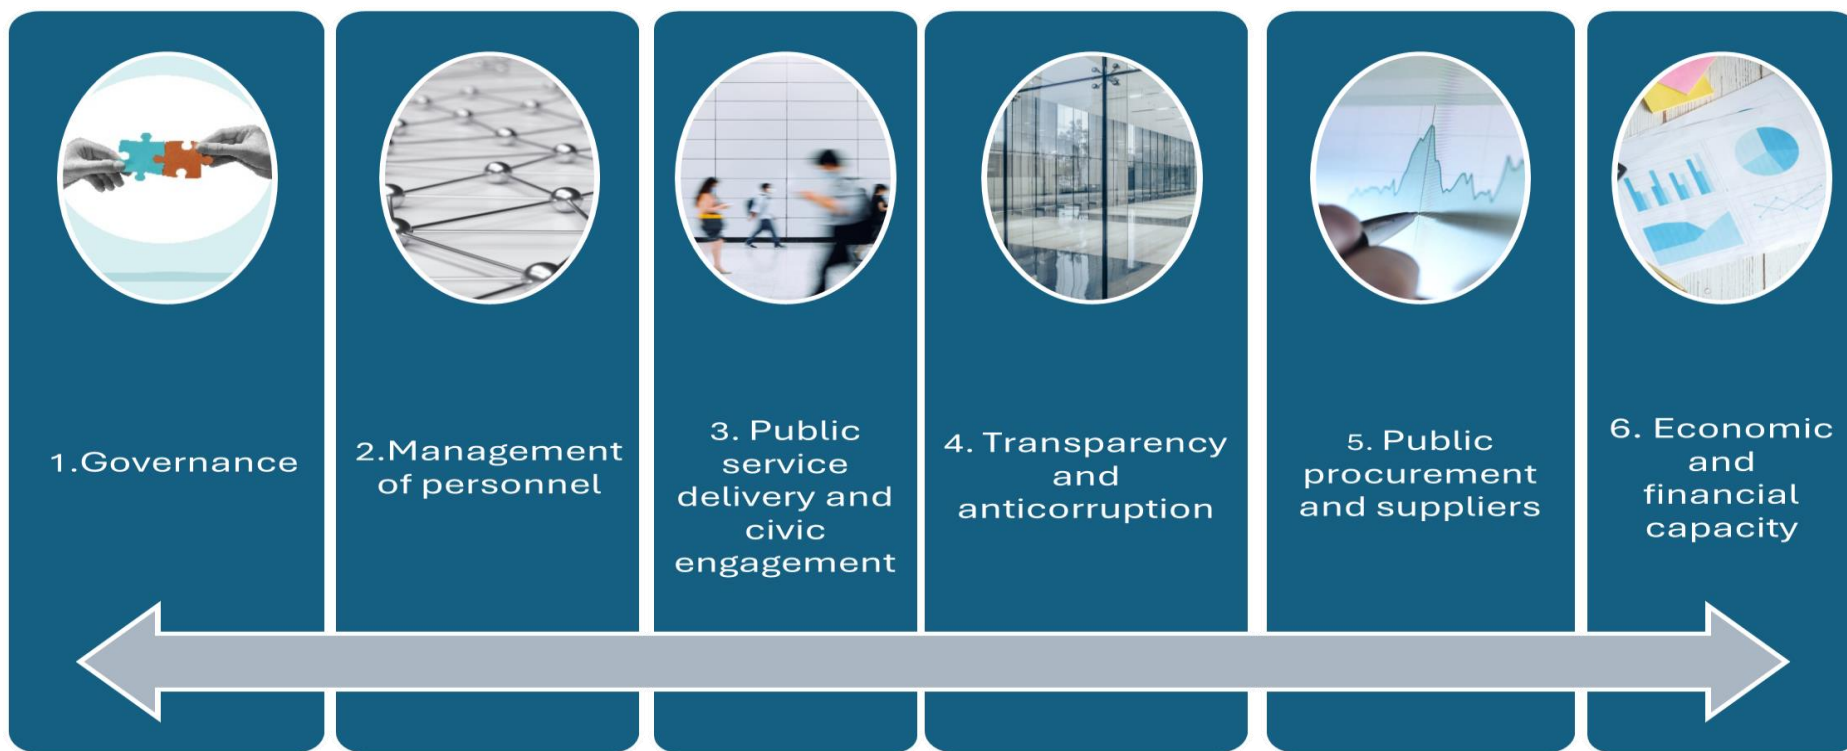 1.Governance
2.Management
of personnel
3. Public
service
delivery and
civic
engagement
4. Transparency
and
anticorruption
5. Public
procurement
and suppliers
6. Economic
and
financial
capacity